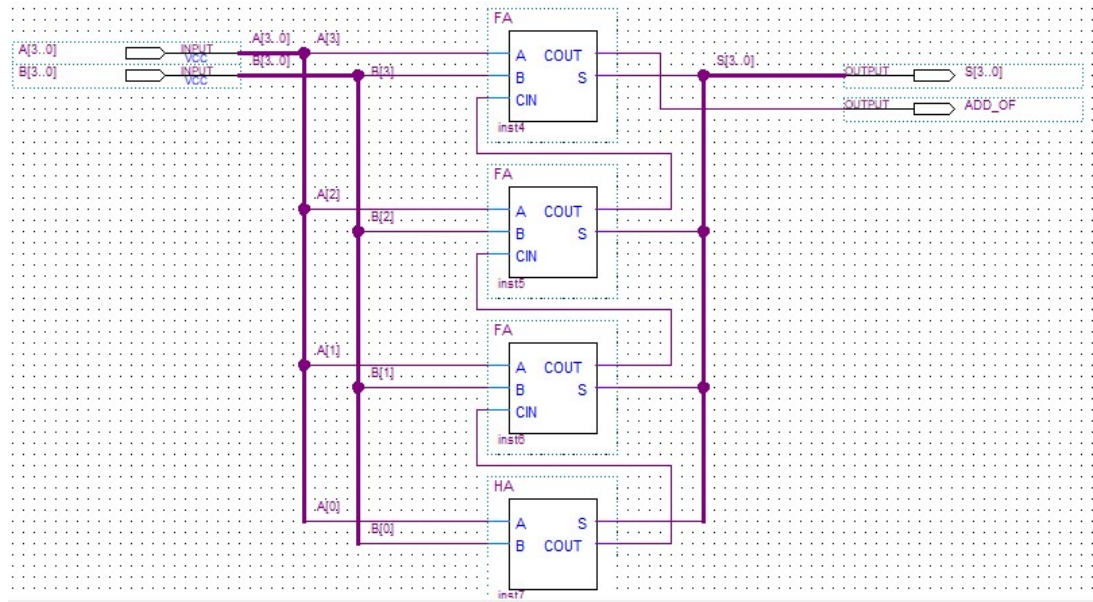 FA
A[3..0]
INPUT
VCC
A[3..0]
A[3]
A
COUT
S[3..0]
OUTPUT
S[3..0]
B[3..0]
INPUT
VCC
B[3..0]
B[3]
B
S
CIN
OUTPUT
ADD_OF
inst4
FA
A[2]
A
COUT
B[2]
B
S
CIN
inst5
FA
A[1]
A
COUT
B[1]
B
S
CIN
inst6
HA
A[0]
A
S
B[0]
B
COUT
inst7